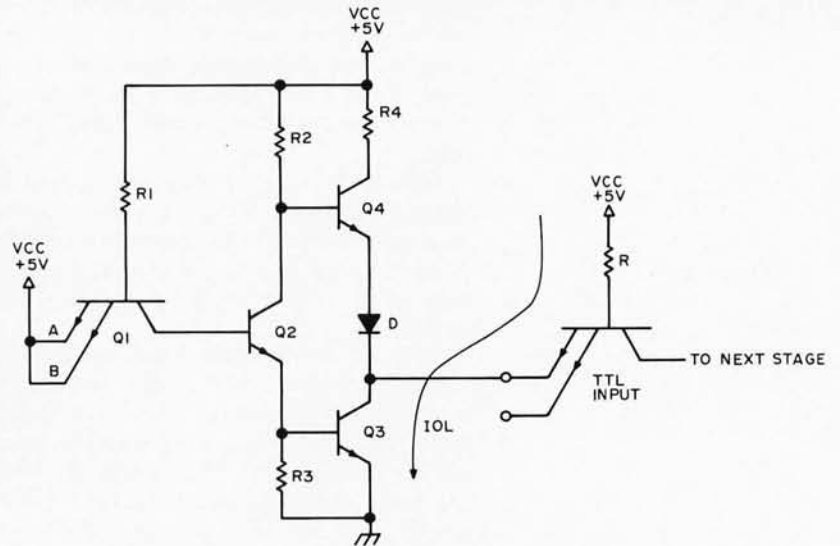 VCC
+5V
R2
R4
R1
VCC
+5V
Q4
VCC
+5V
R
A
Q1
B
Q2
D
TO NEXT STAGE
TTL
INPUT
Q3
IOL
R3